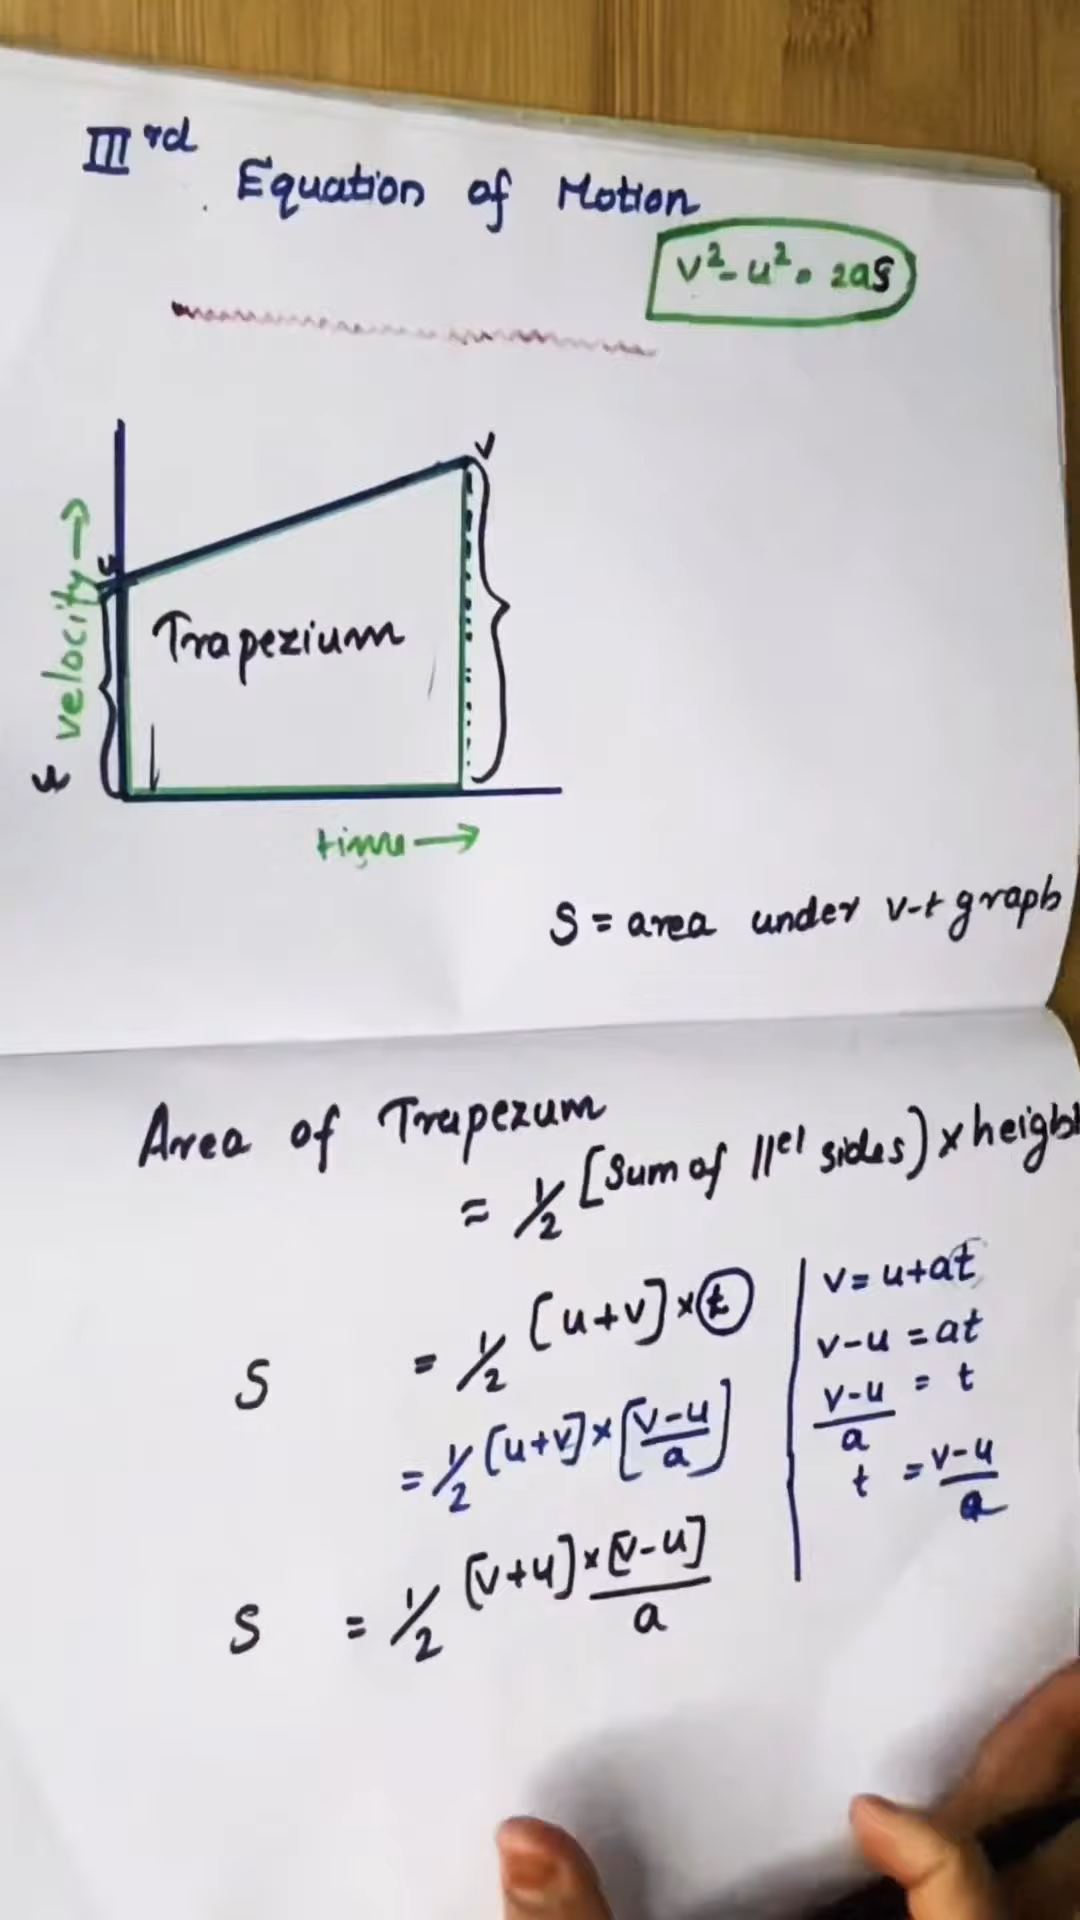 IIIrd
Equation of Motion
v²-u² = 2aS
v
u
velocity →
Trapezium
u
time →
S = area under v-t graph
Area of Trapezum
= 1/2 [Sum of ||el sides) × height
S = 1/2 [u+v] × t
= 1/2 [u+v] × [v-u/a]
S = 1/2 [v+u] × [v-u]/a
v = u+at
v-u = at
v-u/a = t
t = v-u/a